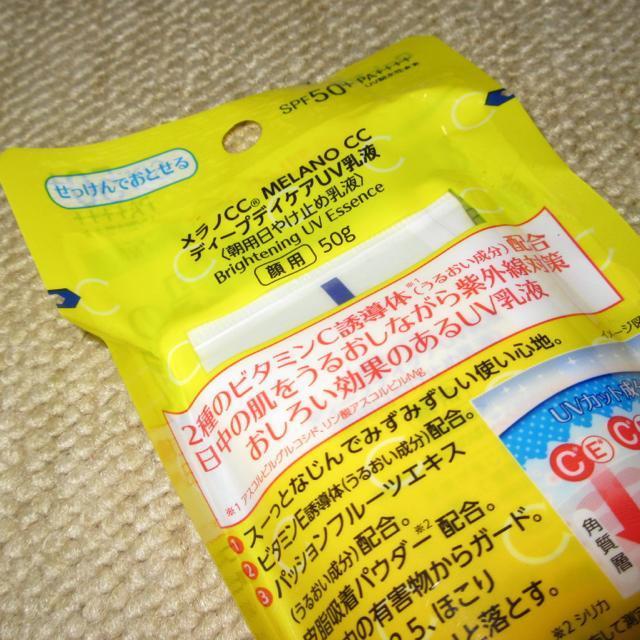 SPF50+ PA++++
せっけんでおとせる
メラノCC® MELANO CC
ディープデイケアUV乳液
(朝用日やけ止め乳液)
Brightening UV Essence
顔用 50g
2種のビタミンC誘導体※1(うるおい成分)配合
日中の肌をうるおしながら紫外線対策
おしろい効果のあるUV乳液
※1 アスコルビルグルコシド、リン酸アスコルビルMg
1 スーっとなじんでみずみずしい使い心地。
2 ビタミンE誘導体(うるおい成分)配合。
3 パッションフルーツエキス
(うるおい成分)配合。
皮脂吸着パウダー※2 配合。
中の有害物からガード。
ほこり
と落とす。
※2 シリカ
UVカット
C E C
角質層